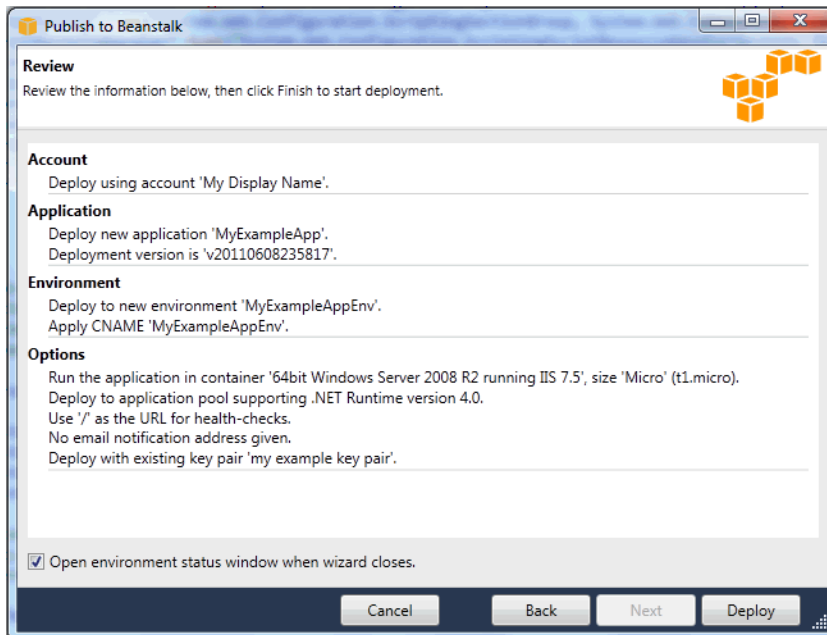 Publish to Beanstalk
Review
Review the information below, then click Finish to start deployment.
Account
Deploy using account 'My Display Name'.
Application
Deploy new application 'MyExampleApp'.
Deployment version is 'v20110608235817'.
Environment
Deploy to new environment 'MyExampleAppEnv'.
Apply CNAME 'MyExampleAppEnv'.
Options
Run the application in container '64bit Windows Server 2008 R2 running IIS 7.5', size 'Micro' (t1.micro).
Deploy to application pool supporting .NET Runtime version 4.0.
Use '/' as the URL for health-checks.
No email notification address given.
Deploy with existing key pair 'my example key pair'.
Open environment status window when wizard closes.
Cancel Back Next Deploy